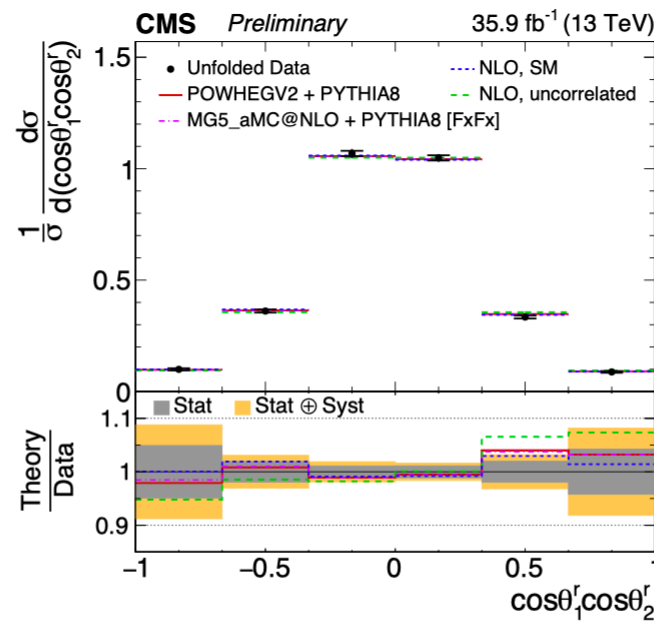 CMS Preliminary 35.9 fb⁻¹ (13 TeV)
1/σ dσ/d(cosθ₁ʳcosθ₂ʳ)
1.5
1
0.5
0
Unfolded Data
POWHEGV2 + PYTHIA8
MG5_aMC@NLO + PYTHIA8 [FxFx]
NLO, SM
NLO, uncorrelated
Theory/Data
1.1
1
0.9
Stat
Stat ⊕ Syst
−1 −0.5 0 0.5 1
cosθ₁ʳcosθ₂ʳ